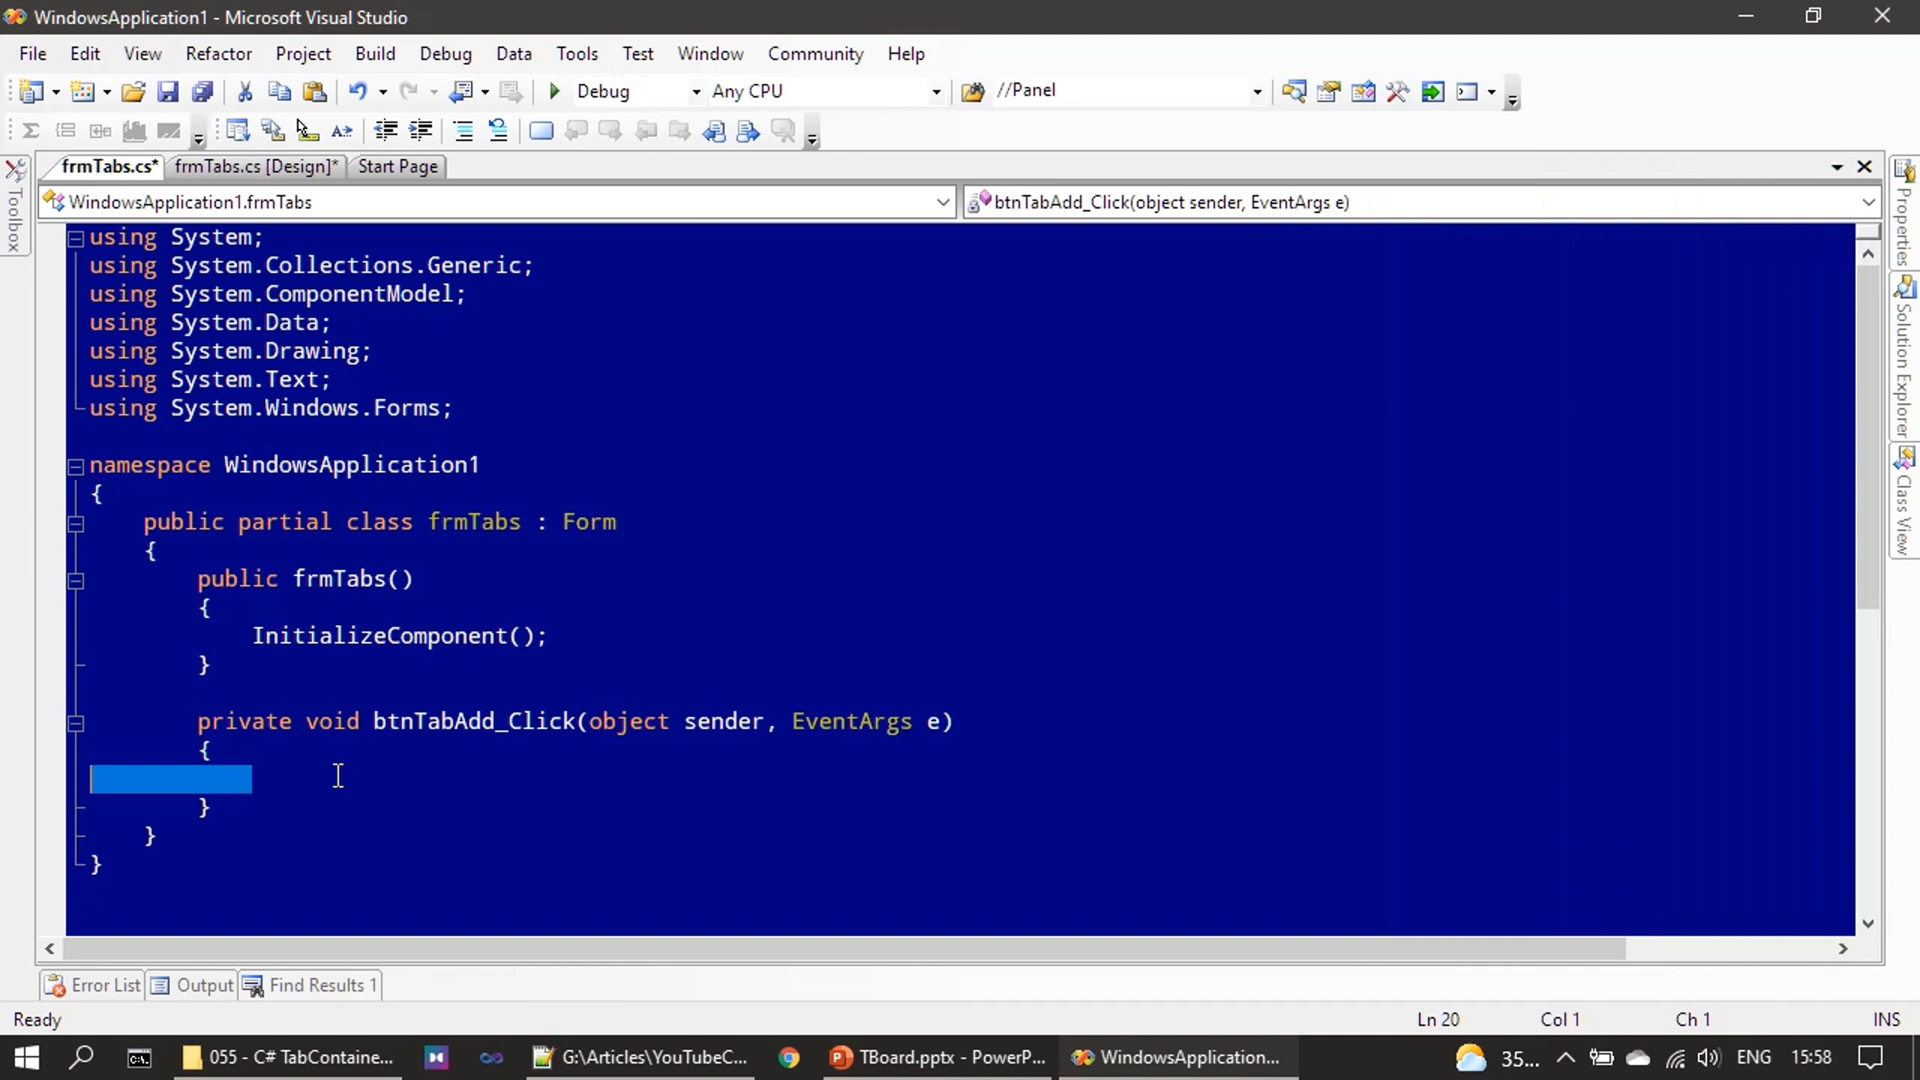 WindowsApplication1 - Microsoft Visual Studio
File Edit View Refactor Project Build Debug Data Tools Test Window Community Help
Debug Any CPU //Panel
frmTabs.cs* frmTabs.cs [Design]* Start Page
WindowsApplication1.frmTabs btnTabAdd_Click(object sender, EventArgs e)
Toolbox
Properties
Solution Explorer
Class View
using System;
using System.Collections.Generic;
using System.ComponentModel;
using System.Data;
using System.Drawing;
using System.Text;
using System.Windows.Forms;
namespace WindowsApplication1
{
public partial class frmTabs : Form
{
public frmTabs()
{
InitializeComponent();
}
private void btnTabAdd_Click(object sender, EventArgs e)
{
}
}
}
Error List Output Find Results 1
Ready Ln 20 Col 1 Ch 1 INS
055 - C# TabContaine... G:\Articles\YouTubeC... TBoard.pptx - PowerP... WindowsApplication... 35... ENG 15:58